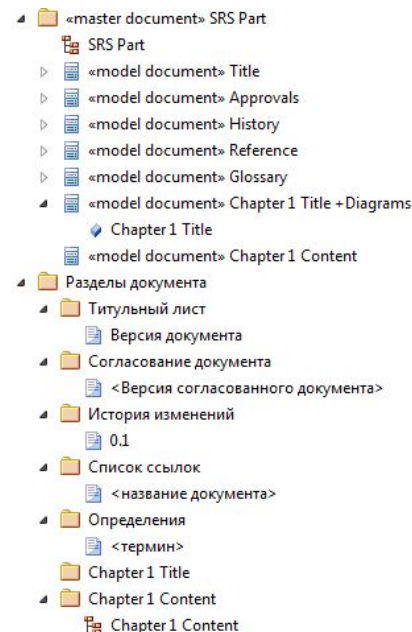 «master document» SRS Part
SRS Part
«model document» Title
«model document» Approvals
«model document» History
«model document» Reference
«model document» Glossary
«model document» Chapter 1 Title +Diagrams
Chapter 1 Title
«model document» Chapter 1 Content
Разделы документа
Титульный лист
Версия документа
Согласование документа
<Версия согласованного документа>
История изменений
0.1
Список ссылок
<название документа>
Определения
<термин>
Chapter 1 Title
Chapter 1 Content
Chapter 1 Content